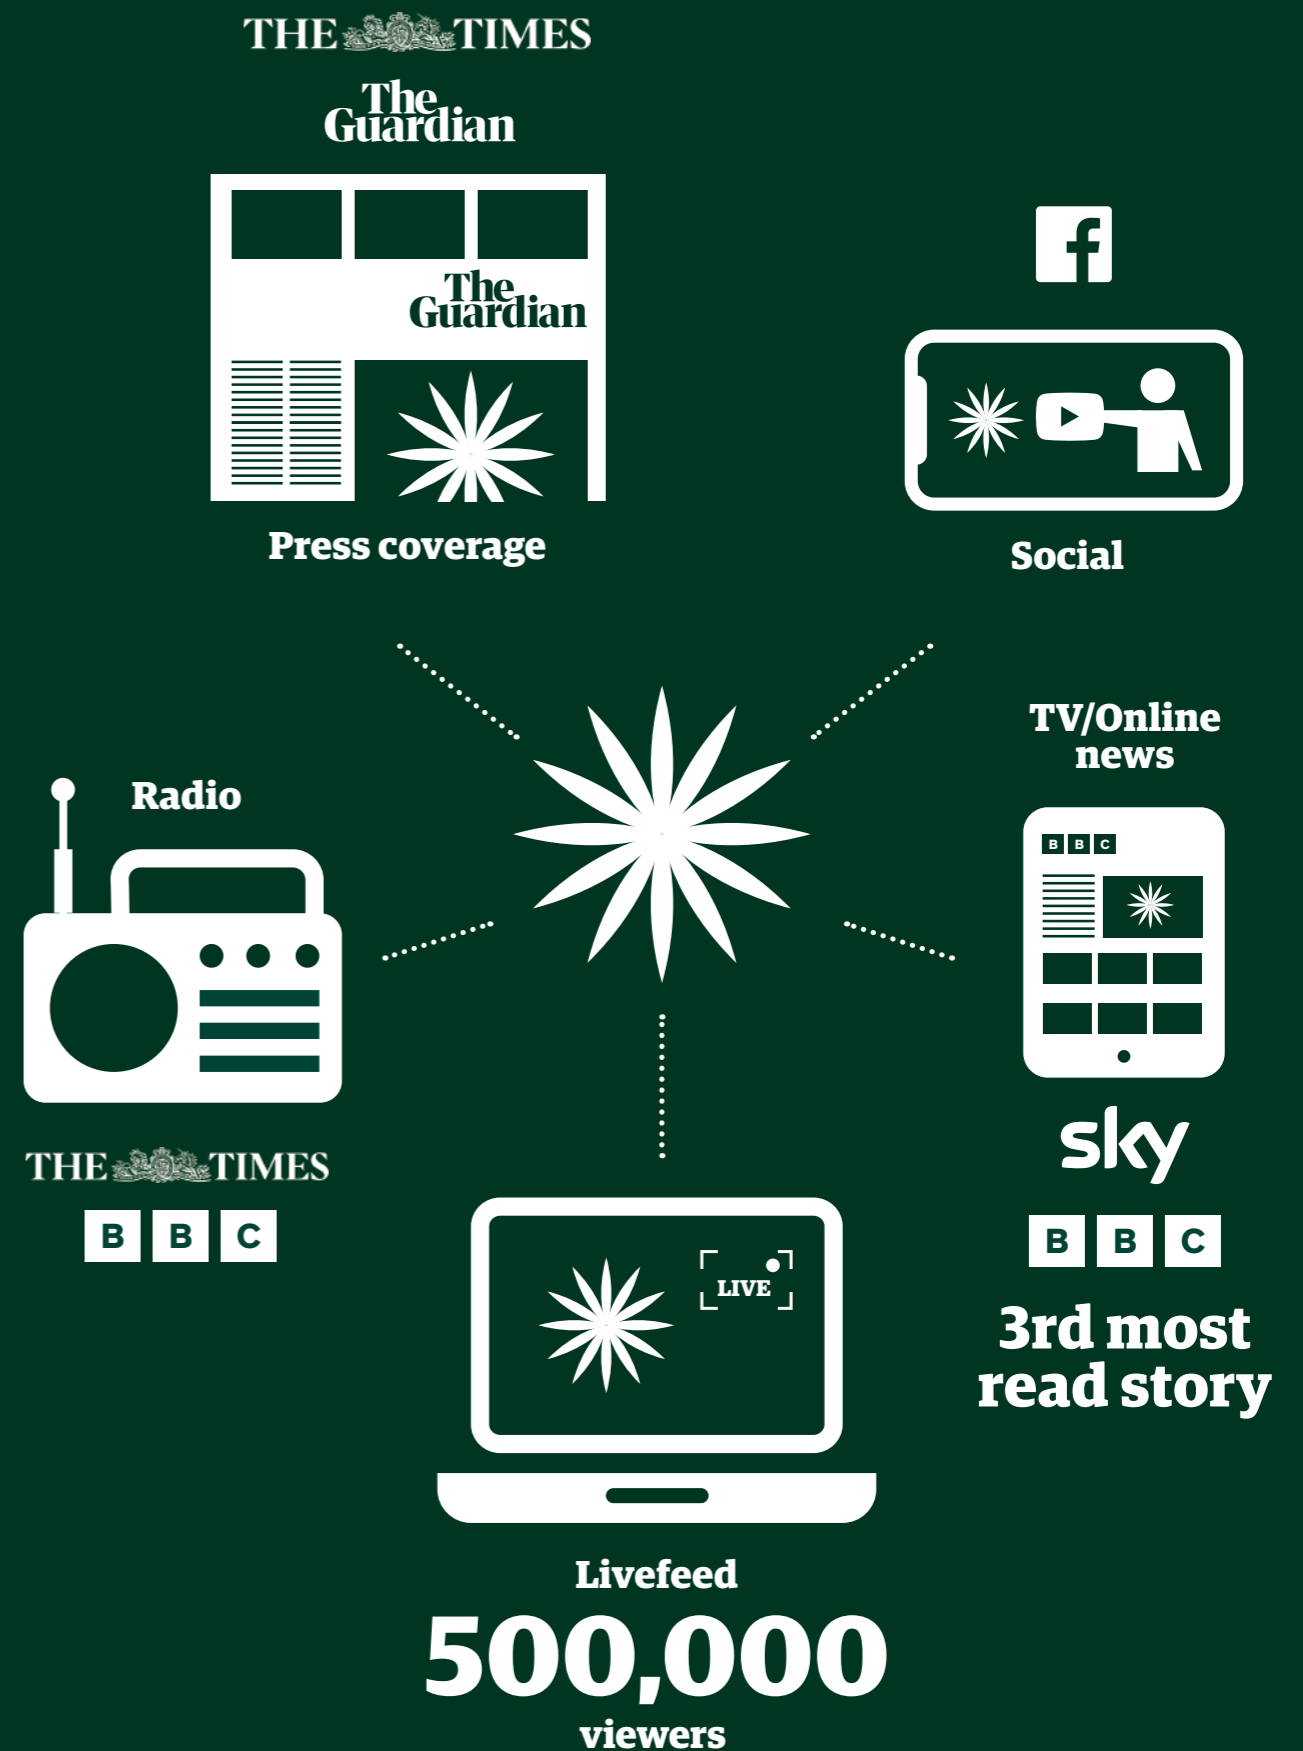 THE TIMES
The
Guardian
The
Guardian
Press coverage
f
Social
TV/Online
news
BBC
sky
BBC
3rd most
read story
Radio
THE TIMES
BBC
LIVE
Livefeed
500,000
viewers